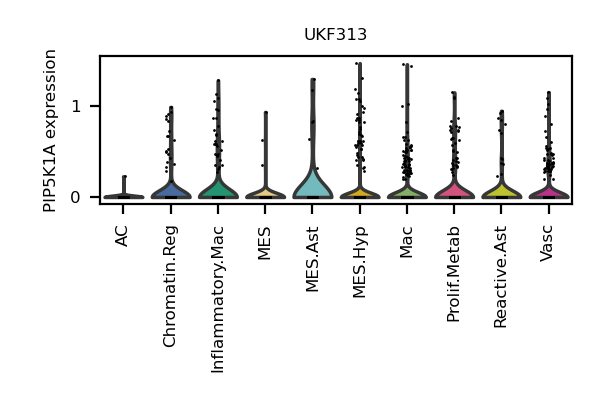 UKF313
PIP5K1A expression
1
0
AC
Chromatin.Reg
Inflammatory.Mac
MES
MES.Ast
MES.Hyp
Mac
Prolif.Metab
Reactive.Ast
Vasc